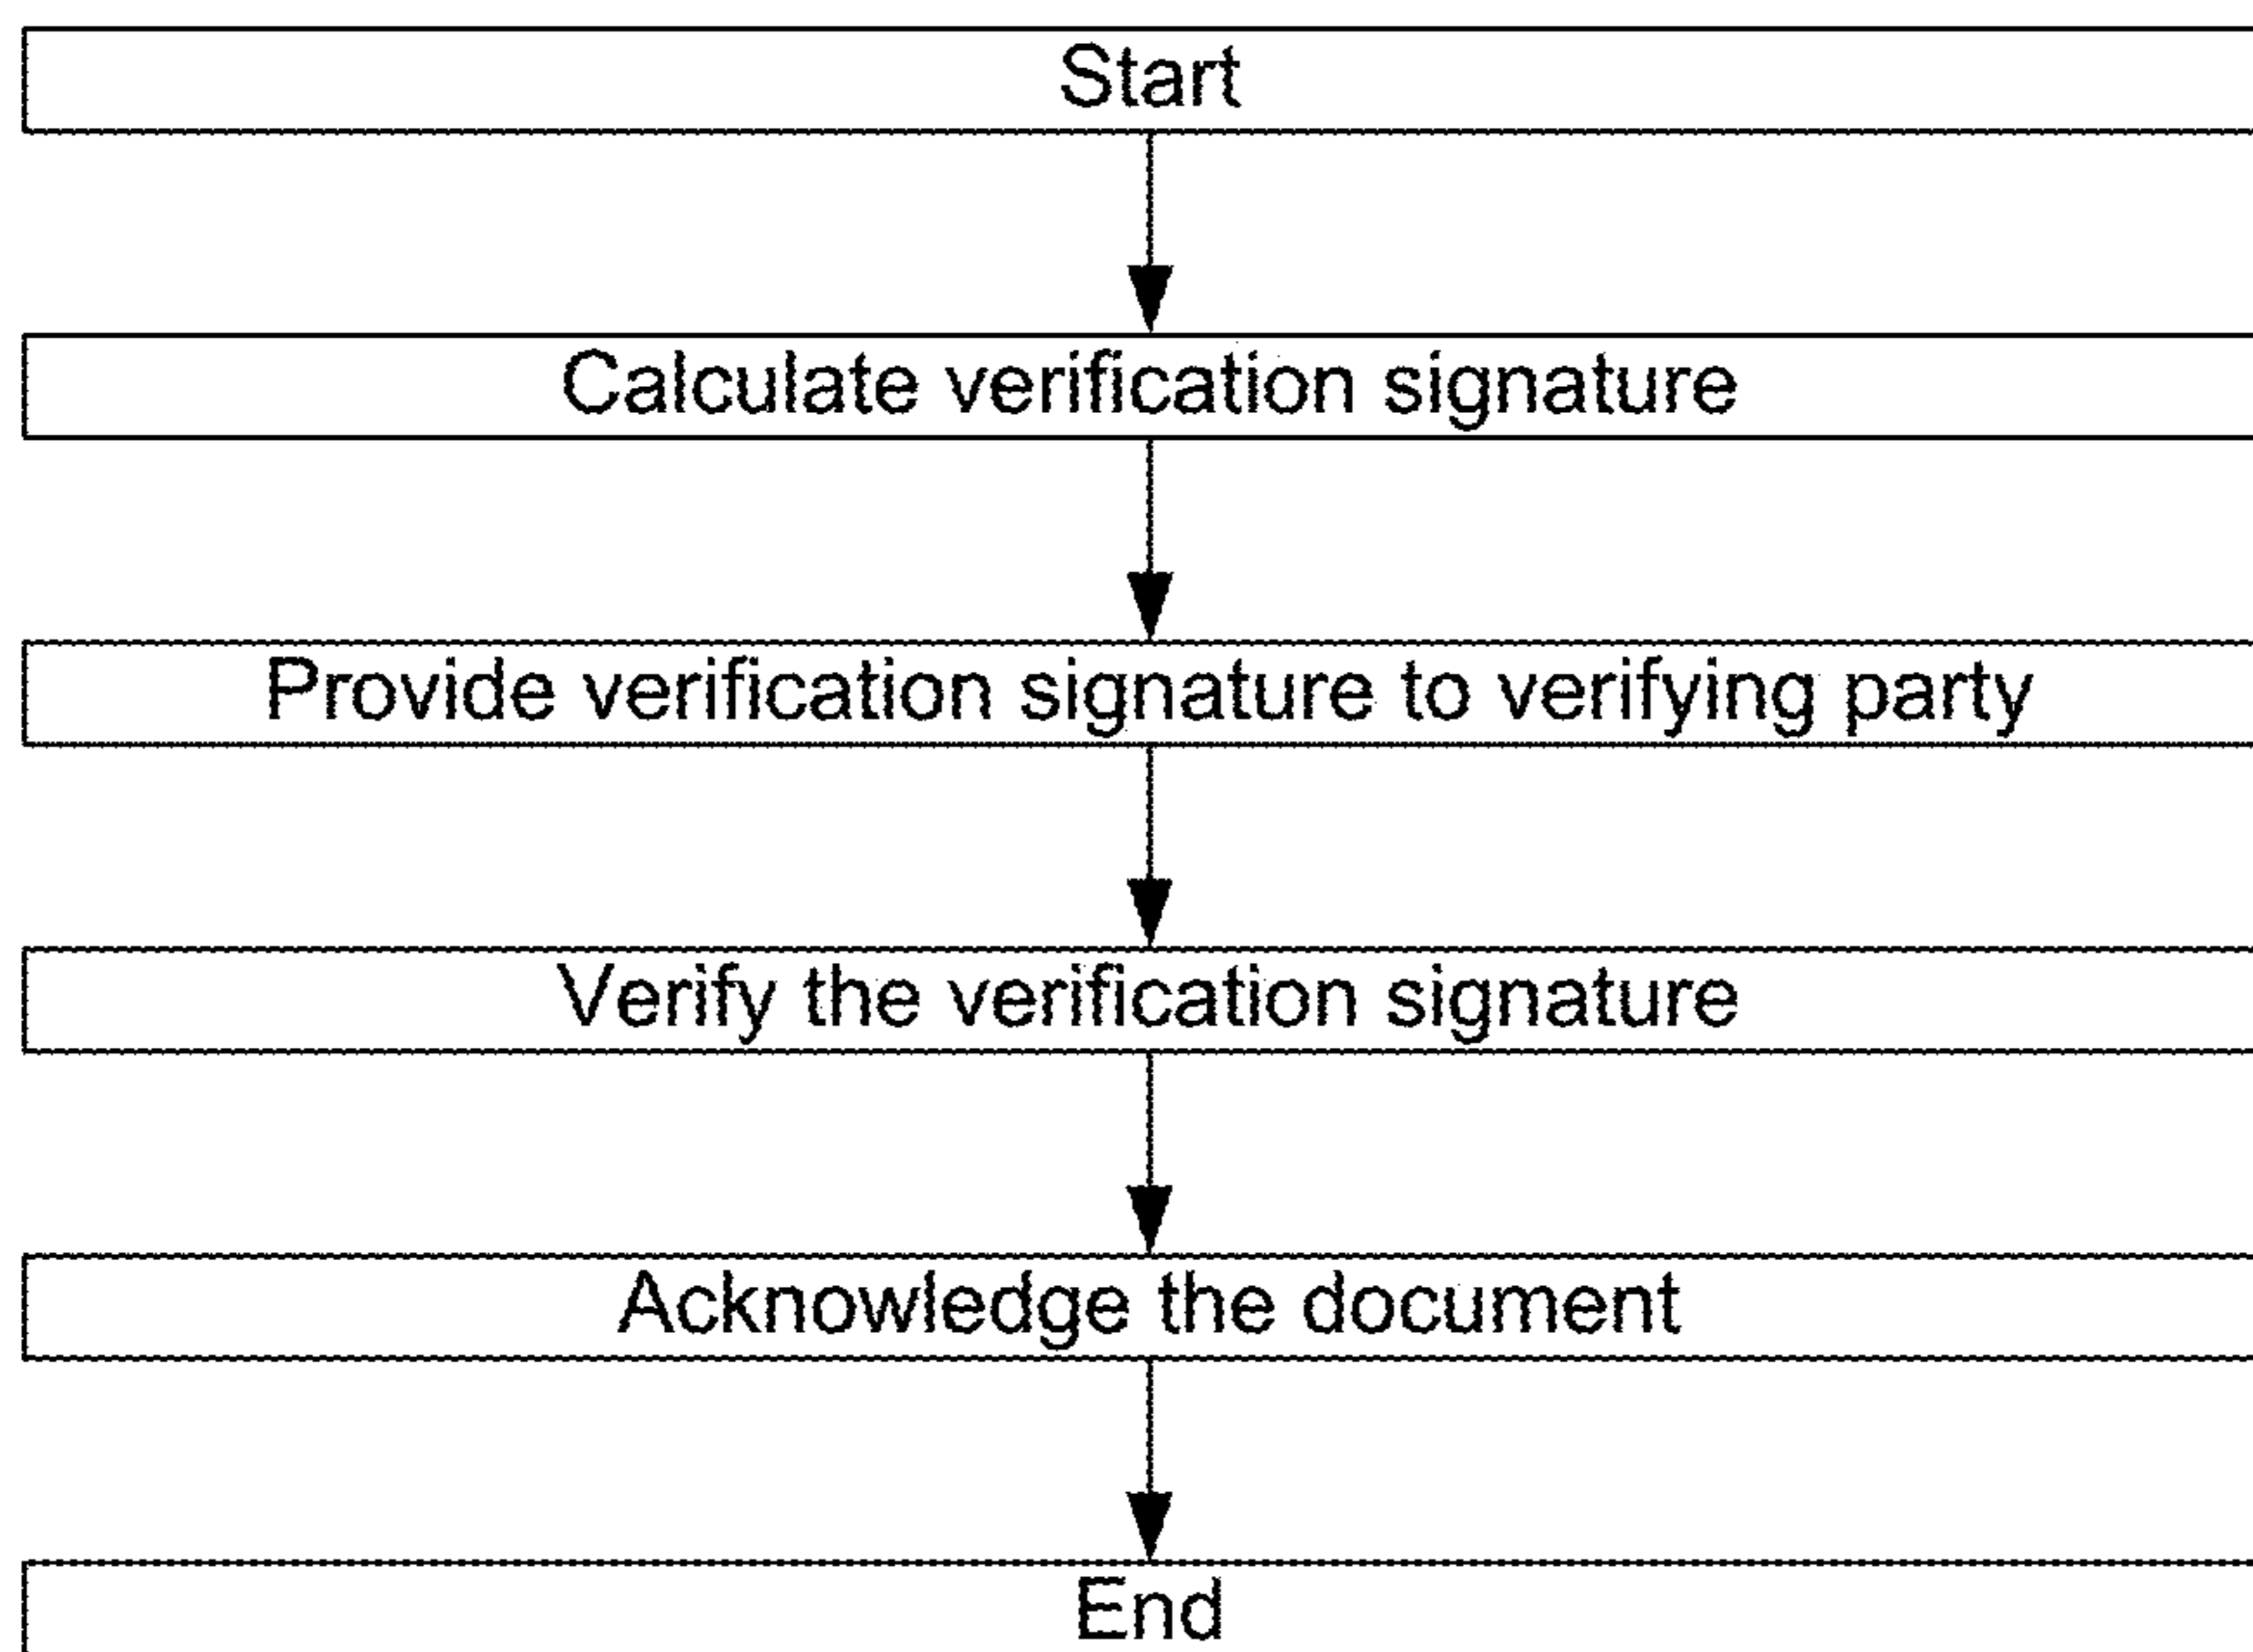 Start
Calculate verification signature
Provide verification signature to verifying party
Verify the verification signature
Acknowledge the document
End